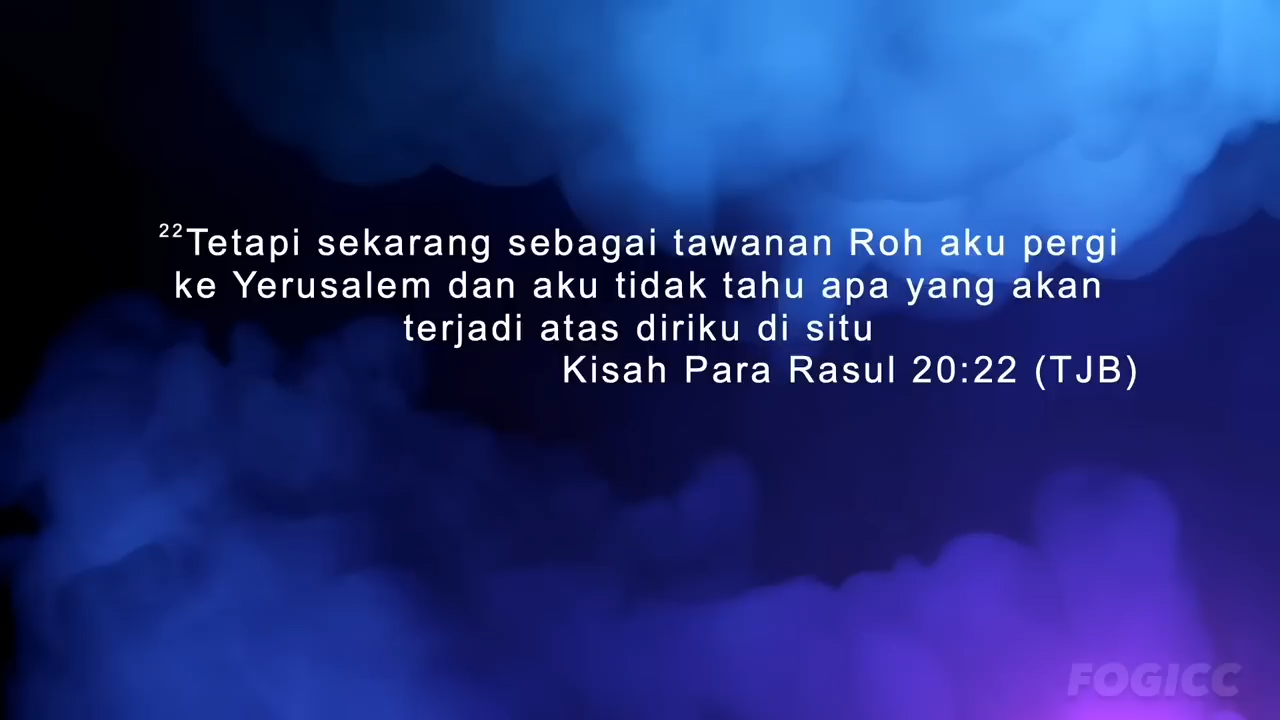 ²²Tetapi sekarang sebagai tawanan Roh aku pergi
ke Yerusalem dan aku tidak tahu apa yang akan
terjadi atas diriku di situ
Kisah Para Rasul 20:22 (TJB)
FOGICC